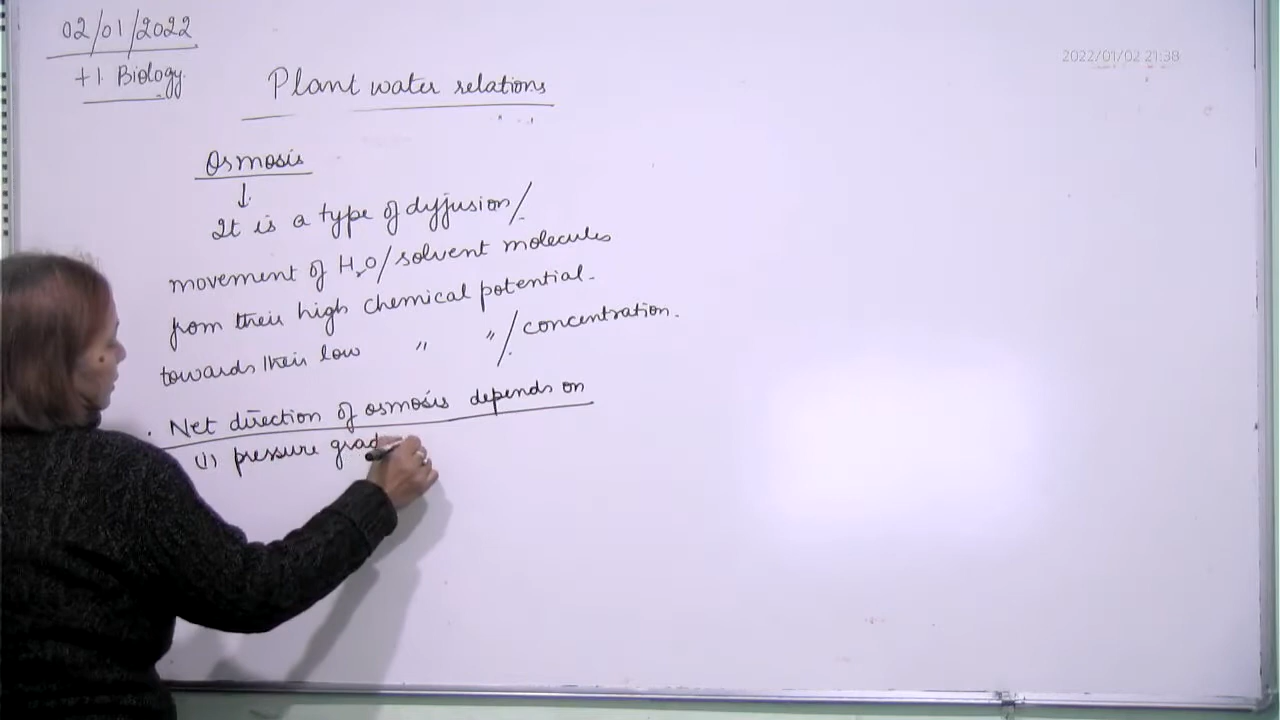 02/01/2022
+1 Biology
2022/01/02 21:38
Plant water relations
Osmosis
↓
It is a type of dyfusion/
movement of H₂O/solvent molecules
from their high chemical potential-
towards their low " "/concentration.
. Net direction of osmosis depends on
(1) pressure grad